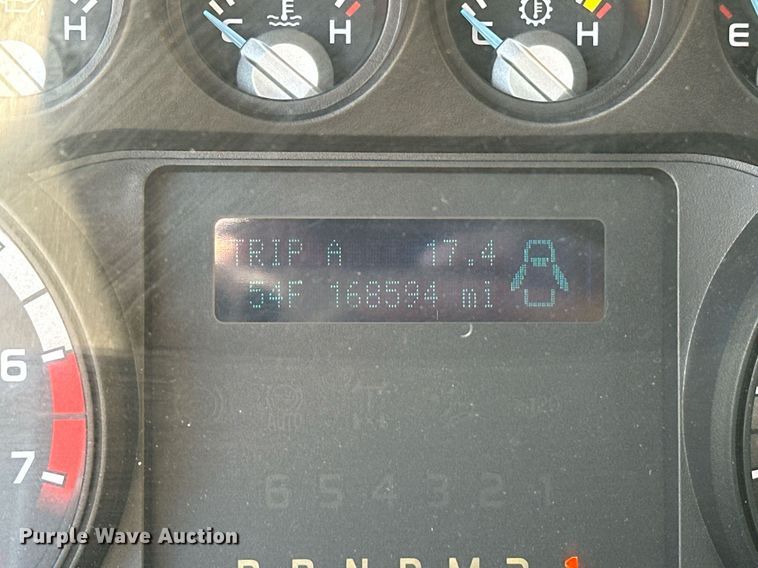 C H C H E
TRIP A 17.4
54F 168594 mi
6
7
6 5 4 3 2 1
Purple Wave Auction